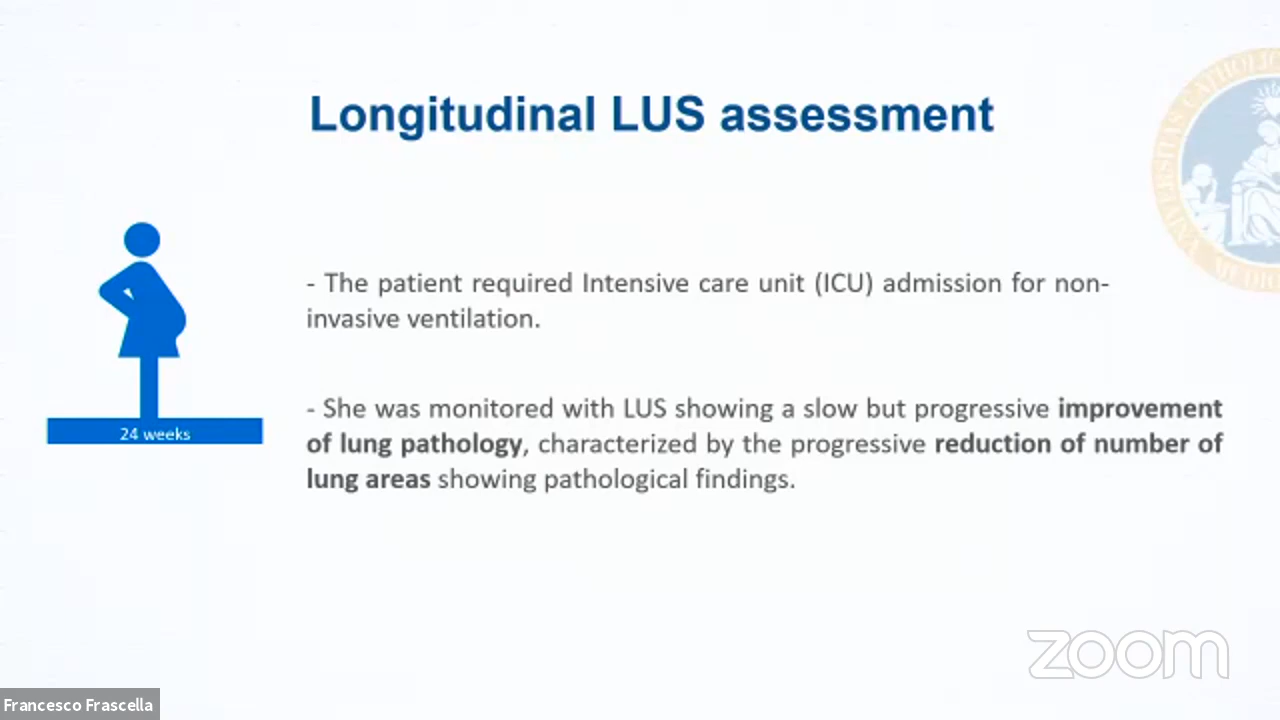 Longitudinal LUS assessment
- The patient required Intensive care unit (ICU) admission for non-
invasive ventilation.
- She was monitored with LUS showing a slow but progressive improvement
of lung pathology, characterized by the progressive reduction of number of
lung areas showing pathological findings.
24 weeks
zoom
Francesco Frascella